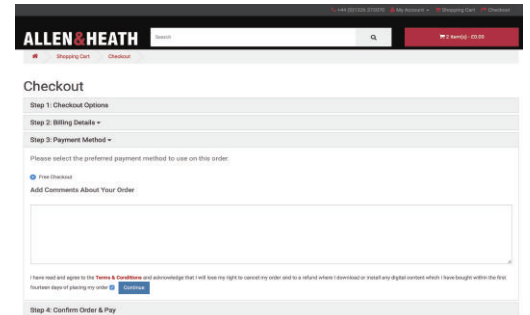 +44 (0)1326 372070 My Account Shopping Cart Checkout
ALLEN&HEATH Search 2 item(s) - £0.00
Shopping Cart Checkout
Checkout
Step 1: Checkout Options
Step 2: Billing Details
Step 3: Payment Method
Please select the preferred payment method to use on this order.
Free Checkout
Add Comments About Your Order
I have read and agree to the Terms & Conditions and acknowledge that I will lose my right to cancel my order and to a refund where I download or install any digital content which I have bought within the first
fourteen days of placing my order Continue
Step 4: Confirm Order & Pay